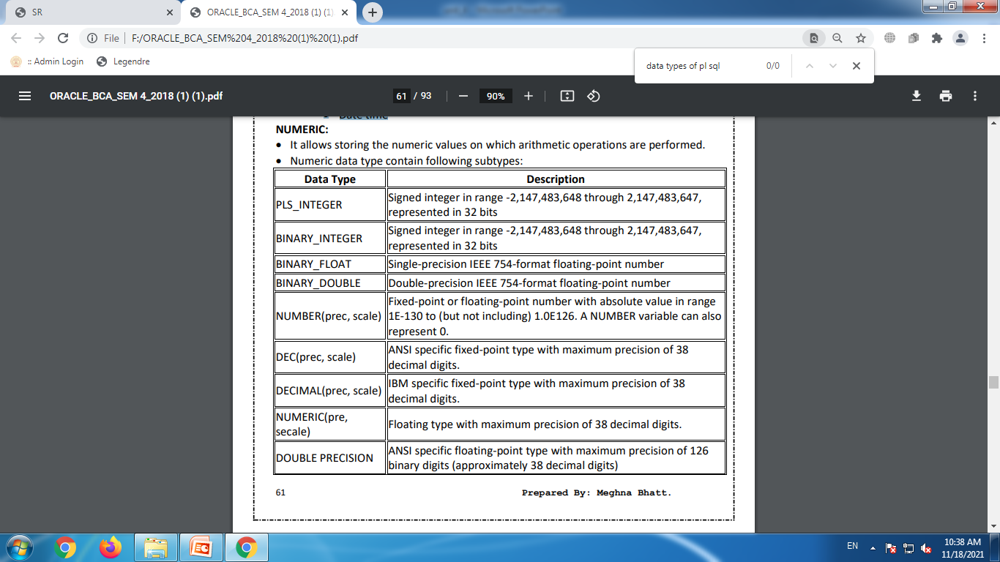 SR
ORACLE_BCA_SEM 4_2018 (1) (1)
File F:/ORACLE_BCA_SEM%204_2018%20(1)%20(1).pdf
:: Admin Login Legendre
data types of pl sql 0/0
ORACLE_BCA_SEM 4_2018 (1) (1).pdf 61 / 93 90%
Date time
NUMERIC:
• It allows storing the numeric values on which arithmetic operations are performed.
• Numeric data type contain following subtypes:
Data Type Description
PLS_INTEGER
Signed integer in range -2,147,483,648 through 2,147,483,647,
represented in 32 bits
BINARY_INTEGER
Signed integer in range -2,147,483,648 through 2,147,483,647,
represented in 32 bits
BINARY_FLOAT Single-precision IEEE 754-format floating-point number
BINARY_DOUBLE Double-precision IEEE 754-format floating-point number
NUMBER(prec, scale)
Fixed-point or floating-point number with absolute value in range
1E-130 to (but not including) 1.0E126. A NUMBER variable can also
represent 0.
DEC(prec, scale)
ANSI specific fixed-point type with maximum precision of 38
decimal digits.
DECIMAL(prec, scale)
IBM specific fixed-point type with maximum precision of 38
decimal digits.
NUMERIC(pre,
secale)
Floating type with maximum precision of 38 decimal digits.
DOUBLE PRECISION
ANSI specific floating-point type with maximum precision of 126
binary digits (approximately 38 decimal digits)
61 Prepared By: Meghna Bhatt.
EN
10:38 AM
11/18/2021